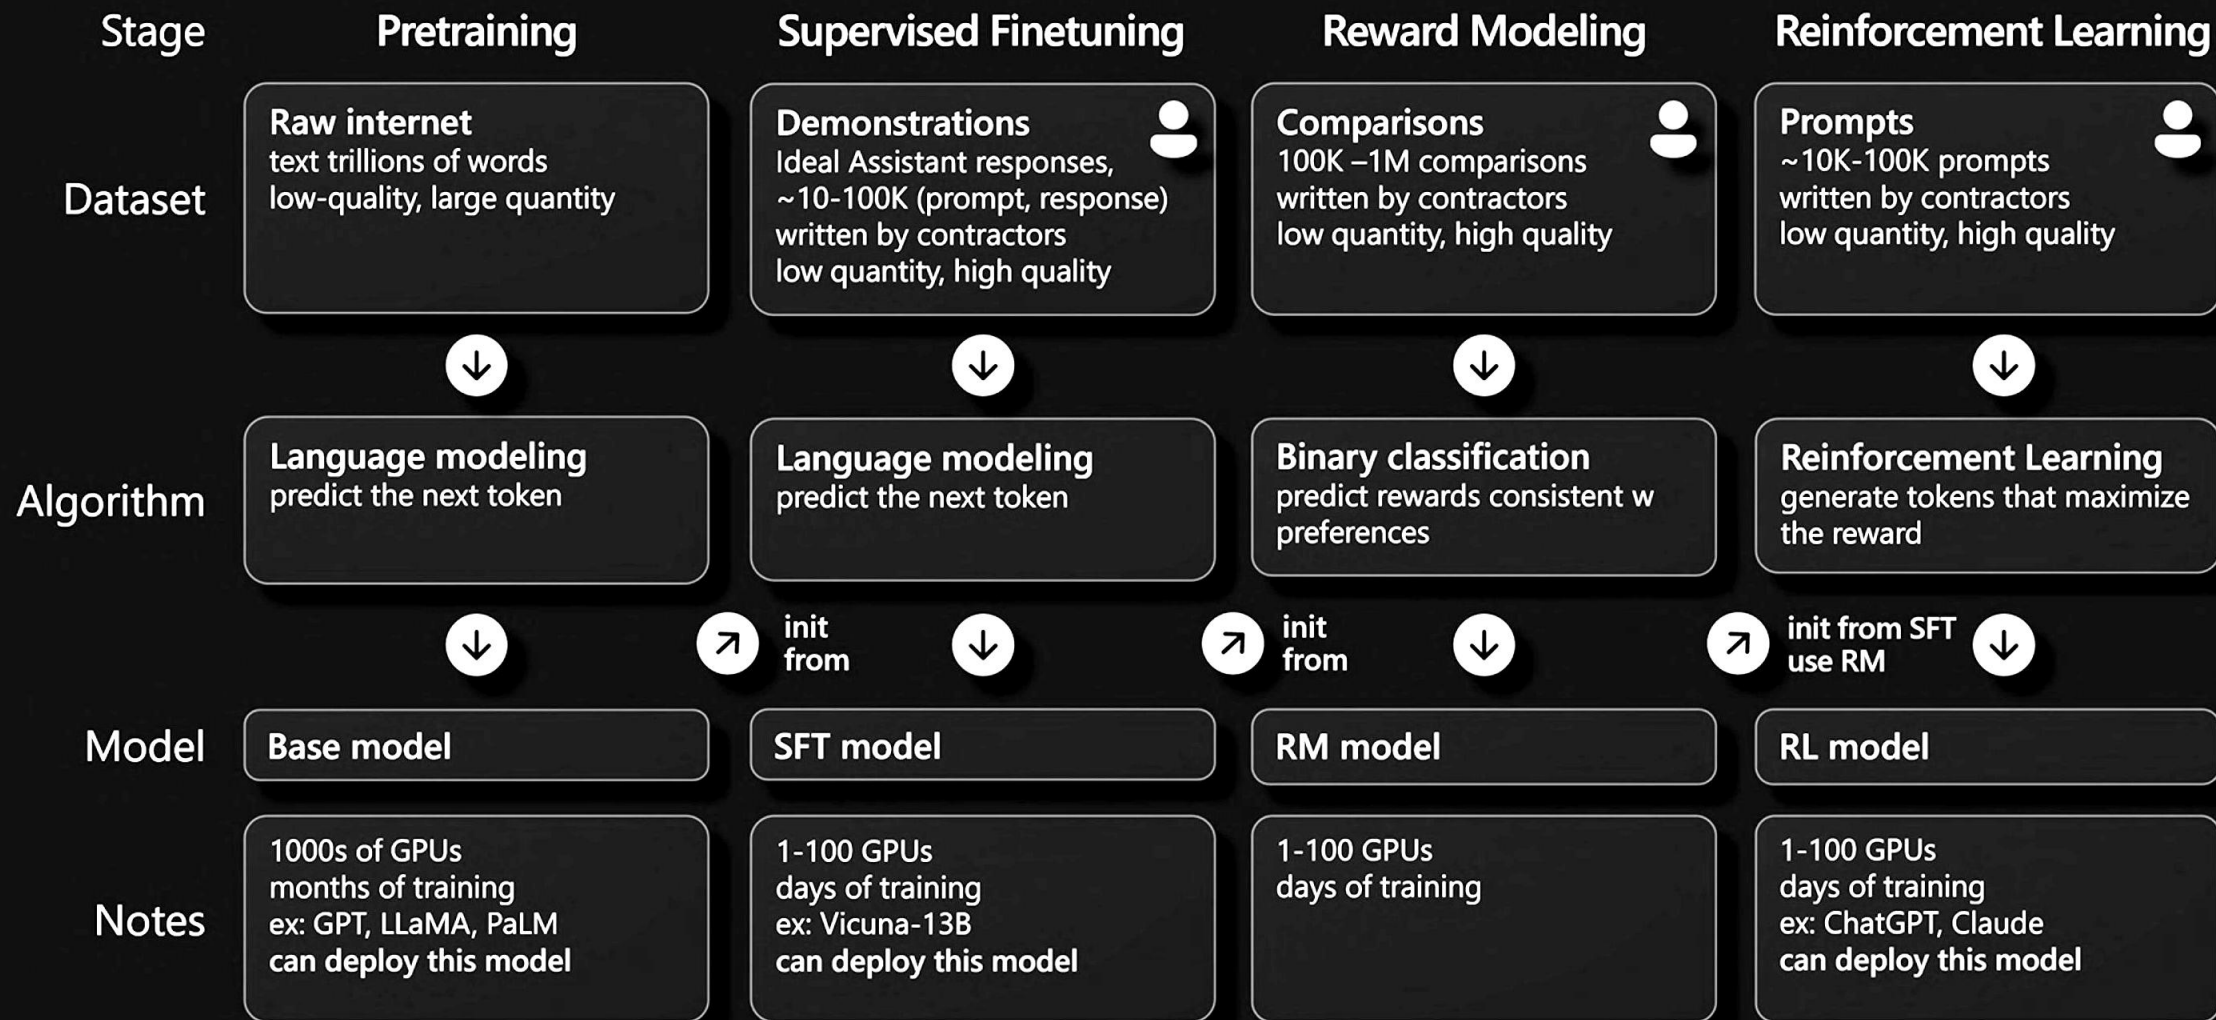 Stage
Pretraining
Supervised Finetuning
Reward Modeling
Reinforcement Learning
Dataset
Raw internet
text trillions of words
low-quality, large quantity
Demonstrations
Ideal Assistant responses,
~10-100K (prompt, response)
written by contractors
low quantity, high quality
Comparisons
100K –1M comparisons
written by contractors
low quantity, high quality
Prompts
~10K-100K prompts
written by contractors
low quantity, high quality
Algorithm
Language modeling
predict the next token
Language modeling
predict the next token
Binary classification
predict rewards consistent w
preferences
Reinforcement Learning
generate tokens that maximize
the reward
init
from
init
from
init from SFT
use RM
Model
Base model
SFT model
RM model
RL model
Notes
1000s of GPUs
months of training
ex: GPT, LLaMA, PaLM
can deploy this model
1-100 GPUs
days of training
ex: Vicuna-13B
can deploy this model
1-100 GPUs
days of training
1-100 GPUs
days of training
ex: ChatGPT, Claude
can deploy this model